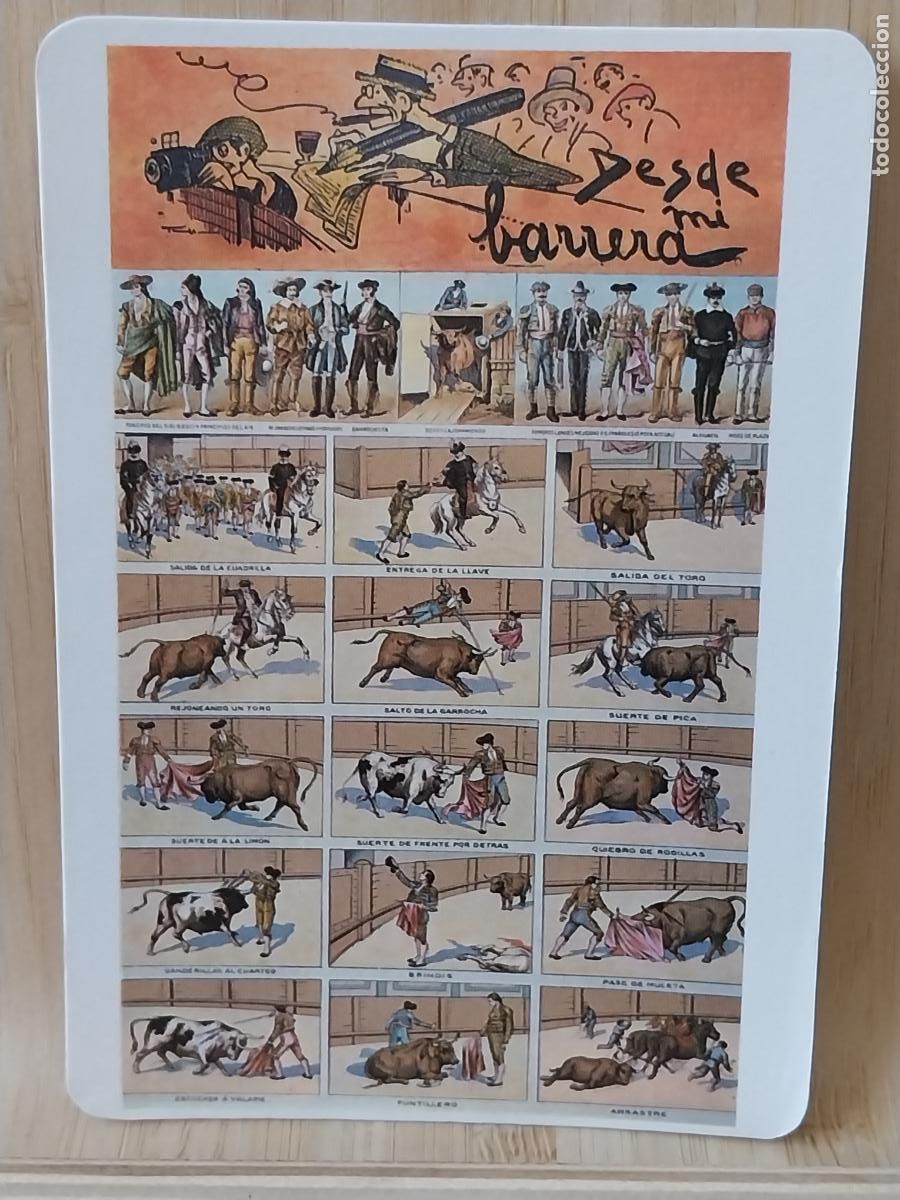 todocoleccion
Desde
mi
barrera
SALIDA DE LA CUADRILLA
ENTREGA DE LA LLAVE
SALIDA DEL TORO
REJONEANDO UN TORO
SALTO DE LA GARROCHA
SUERTE DE PICA
SUERTE DE Á LA LIMON
SUERTE DE FRENTE POR DETRAS
QUIEBRO DE RODILLAS
BANDERILLAS AL CUARTEO
BRINDIS
PASE DE MULETA
ESTOCADA Á VOLAPIE
PUNTILLERO
ARRASTRE